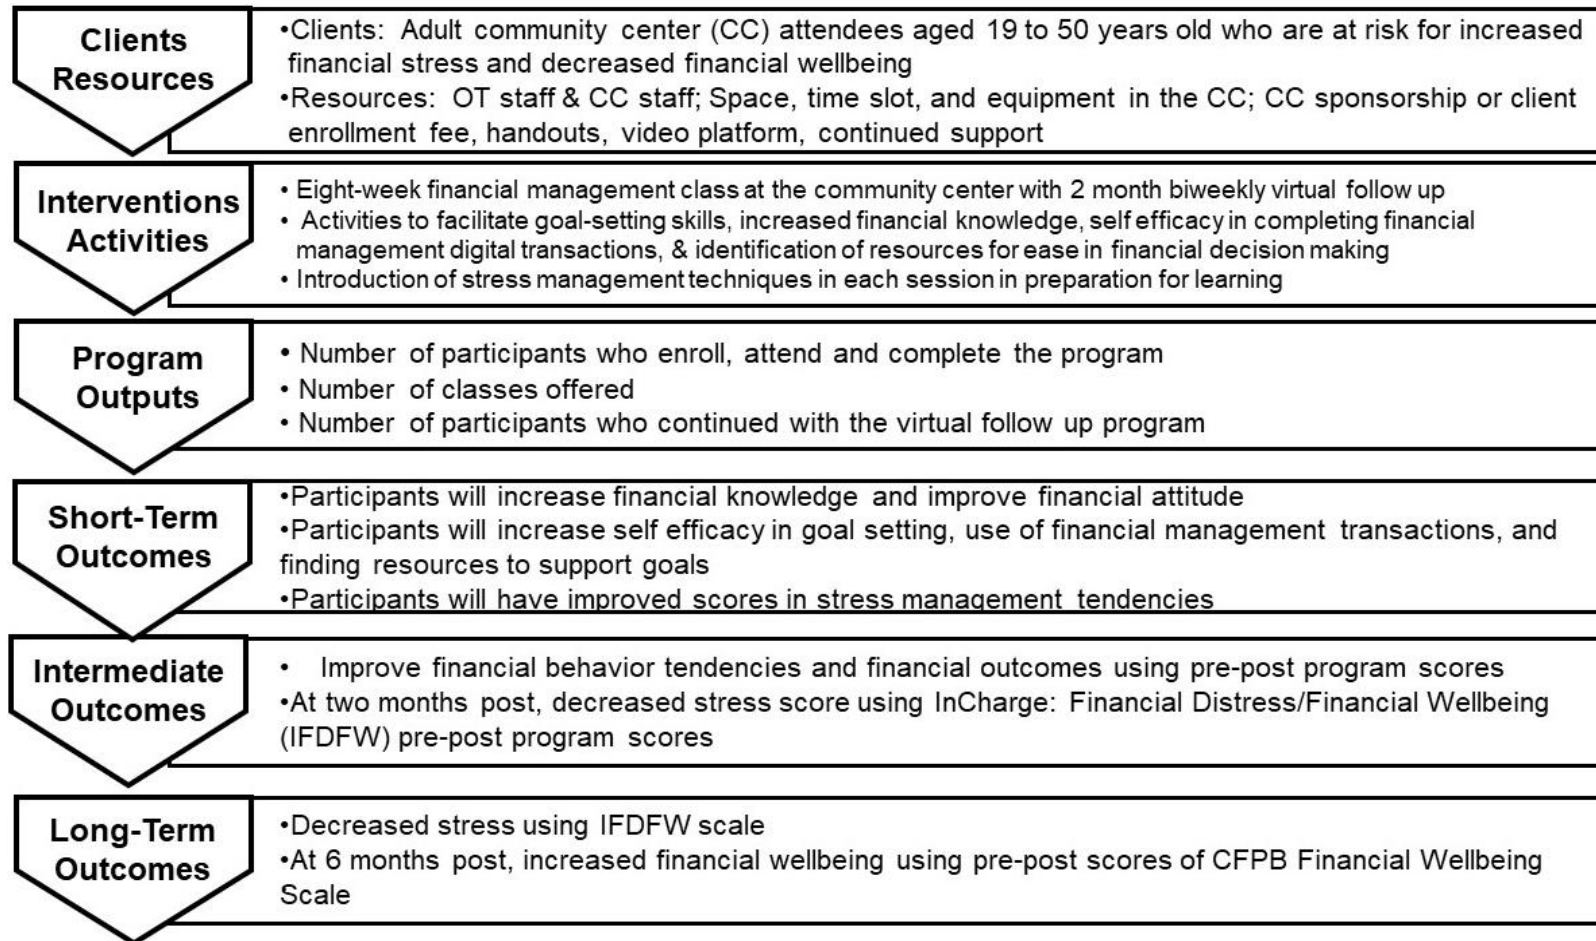 Clients
Resources
•Clients: Adult community center (CC) attendees aged 19 to 50 years old who are at risk for increased
financial stress and decreased financial wellbeing
•Resources: OT staff & CC staff; Space, time slot, and equipment in the CC; CC sponsorship or client
enrollment fee, handouts, video platform, continued support
Interventions
Activities
• Eight-week financial management class at the community center with 2 month biweekly virtual follow up
• Activities to facilitate goal-setting skills, increased financial knowledge, self efficacy in completing financial
management digital transactions, & identification of resources for ease in financial decision making
• Introduction of stress management techniques in each session in preparation for learning
Program
Outputs
• Number of participants who enroll, attend and complete the program
• Number of classes offered
• Number of participants who continued with the virtual follow up program
Short-Term
Outcomes
•Participants will increase financial knowledge and improve financial attitude
•Participants will increase self efficacy in goal setting, use of financial management transactions, and
finding resources to support goals
•Participants will have improved scores in stress management tendencies
Intermediate
Outcomes
• Improve financial behavior tendencies and financial outcomes using pre-post program scores
•At two months post, decreased stress score using InCharge: Financial Distress/Financial Wellbeing
(IFDFW) pre-post program scores
Long-Term
Outcomes
•Decreased stress using IFDFW scale
•At 6 months post, increased financial wellbeing using pre-post scores of CFPB Financial Wellbeing
Scale